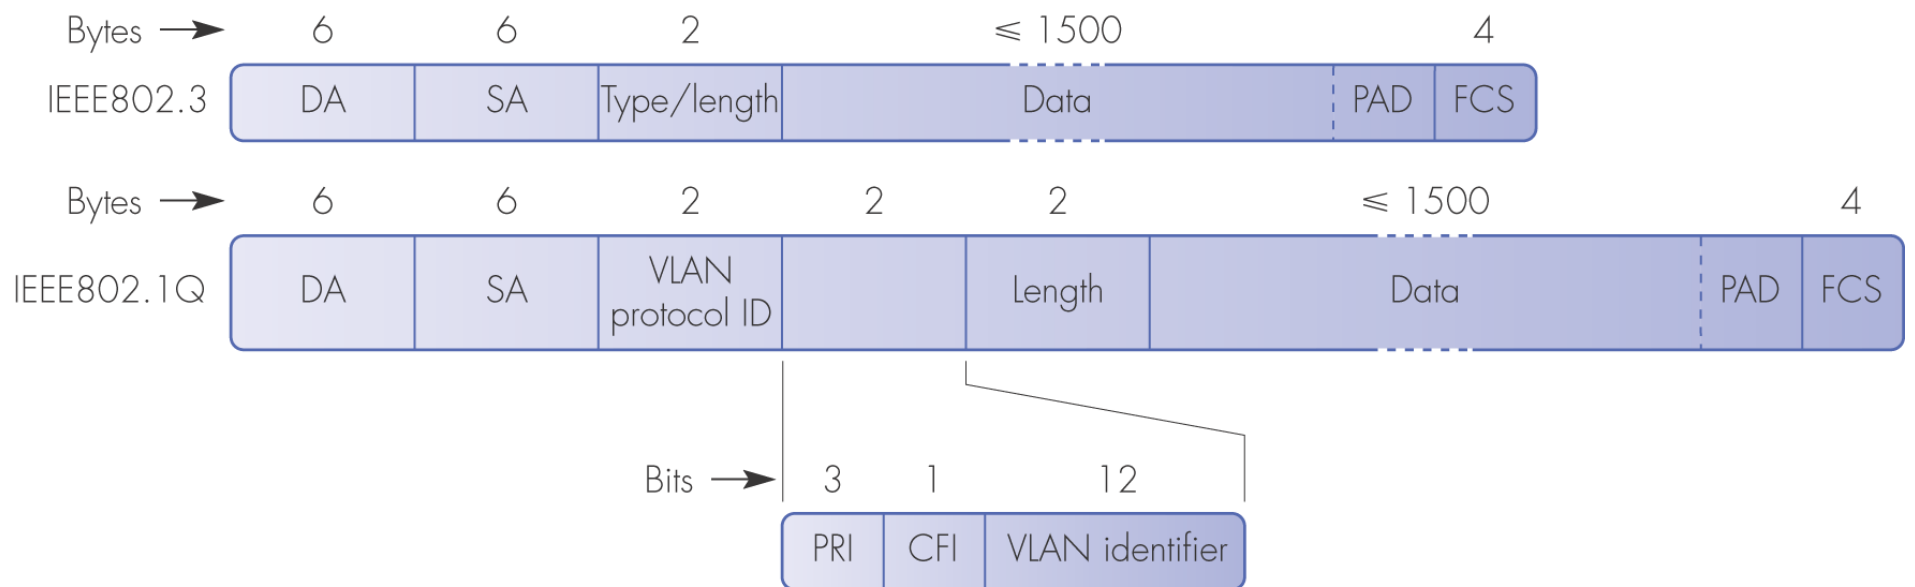 Bytes → 6 6 2 ⩽ 1500 4
IEEE802.3 DA SA Type/length Data PAD FCS
Bytes → 6 6 2 2 2 ⩽ 1500 4
IEEE802.1Q DA SA VLAN protocol ID Length Data PAD FCS
Bits → 3 1 12
PRI CFI VLAN identifier